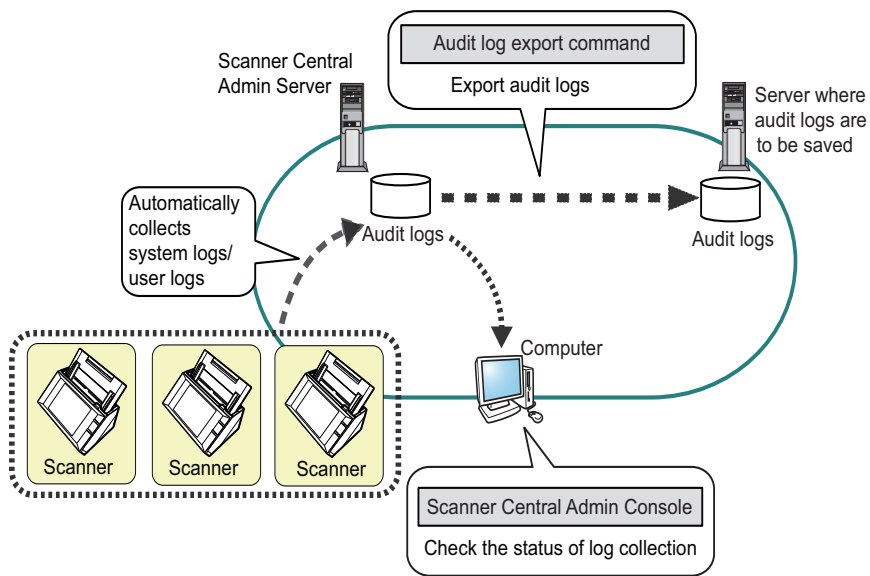 Audit log export command
Export audit logs
Scanner Central
Admin Server
Server where
audit logs are
to be saved
Automatically
collects
system logs/
user logs
Audit logs
Audit logs
Computer
Scanner
Scanner
Scanner
Scanner Central Admin Console
Check the status of log collection